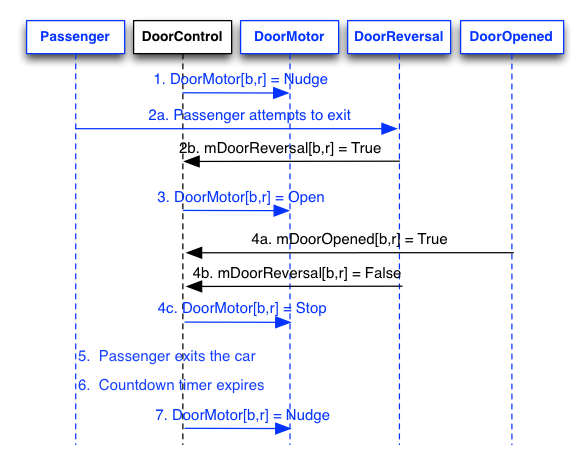 Passenger DoorControl DoorMotor DoorReversal DoorOpened
1. DoorMotor[b,r] = Nudge
2a. Passenger attempts to exit
2b. mDoorReversal[b,r] = True
3. DoorMotor[b,r] = Open
4a. mDoorOpened[b,r] = True
4b. mDoorReversal[b,r] = False
4c. DoorMotor[b,r] = Stop
5. Passenger exits the car
6. Countdown timer expires
7. DoorMotor[b,r] = Nudge